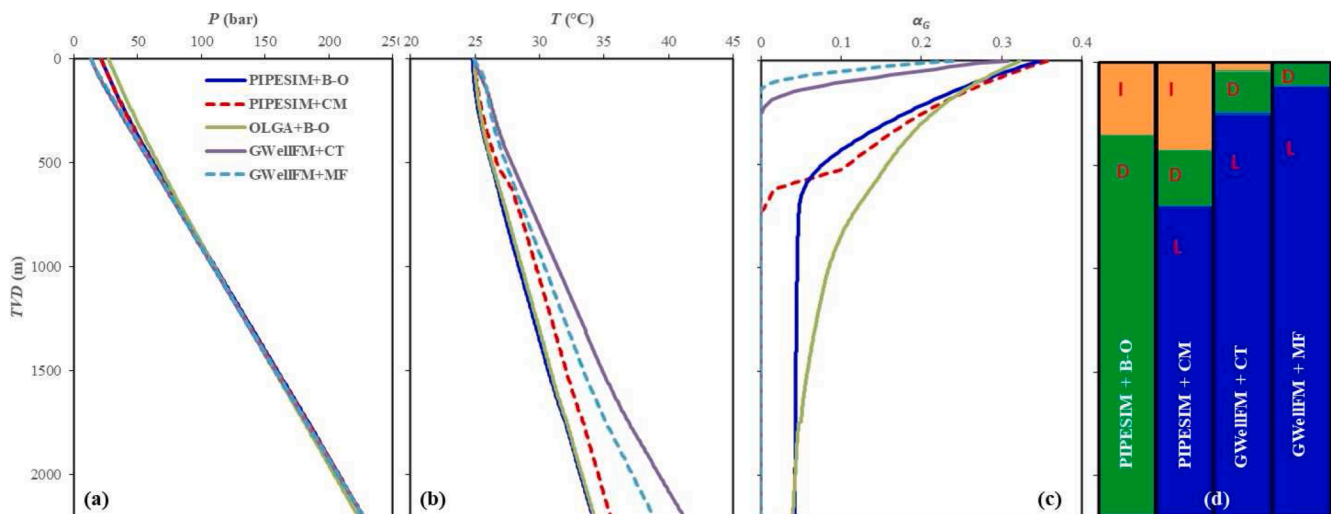 P (bar)
0 50 100 150 200 250
T (°C)
20 25 30 35 40 45
α_G
0 0.1 0.2 0.3 0.4
TVD (m)
0
500
1000
1500
2000
PIPESIM+B-O
PIPESIM+CM
OLGA+B-O
GWellFM+CT
GWellFM+MF
(a)
(b)
(c)
I
D
PIPESIM + B-O
I
D
L
PIPESIM + CM
D
L
GWellFM + CT
D
L
GWellFM + MF
(d)